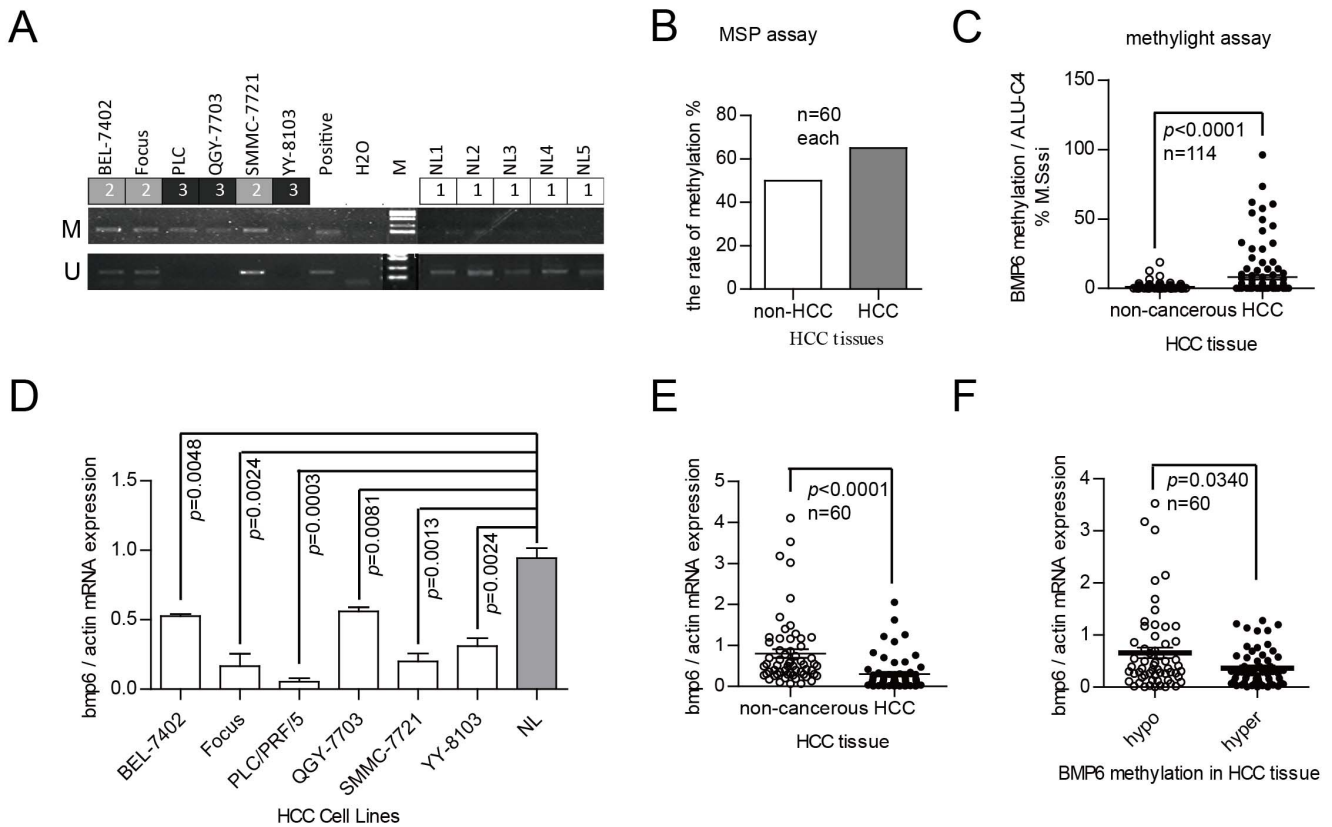 A
BEL-7402
Focus
PLC
QGY-7703
SMMC-7721
YY-8103
Positive
H2O
M
NL1
NL2
NL3
NL4
NL5
2 2 3 3 2 3
1 1 1 1 1
M
U
B
MSP assay
the rate of methylation %
80
60
40
20
0
n=60
each
non-HCC HCC
HCC tissues
C
methylight assay
BMP6 methylation / ALU-C4
% M.Sssi
150
100
50
0
p<0.0001
n=114
non-cancerous HCC
HCC tissue
D
bmp6 / actin mRNA expression
1.5
1.0
0.5
0.0
p=0.0048
p=0.0024
p=0.0003
p=0.0081
p=0.0013
p=0.0024
BEL-7402
Focus
PLC/PRF/5
QGY-7703
SMMC-7721
YY-8103
NL
HCC Cell Lines
E
bmp6 / actin mRNA expression
5
4
3
2
1
0
p<0.0001
n=60
non-cancerous HCC
HCC tissue
F
bmp6 / actin mRNA expression
4
3
2
1
0
p=0.0340
n=60
hypo
hyper
BMP6 methylation in HCC tissue